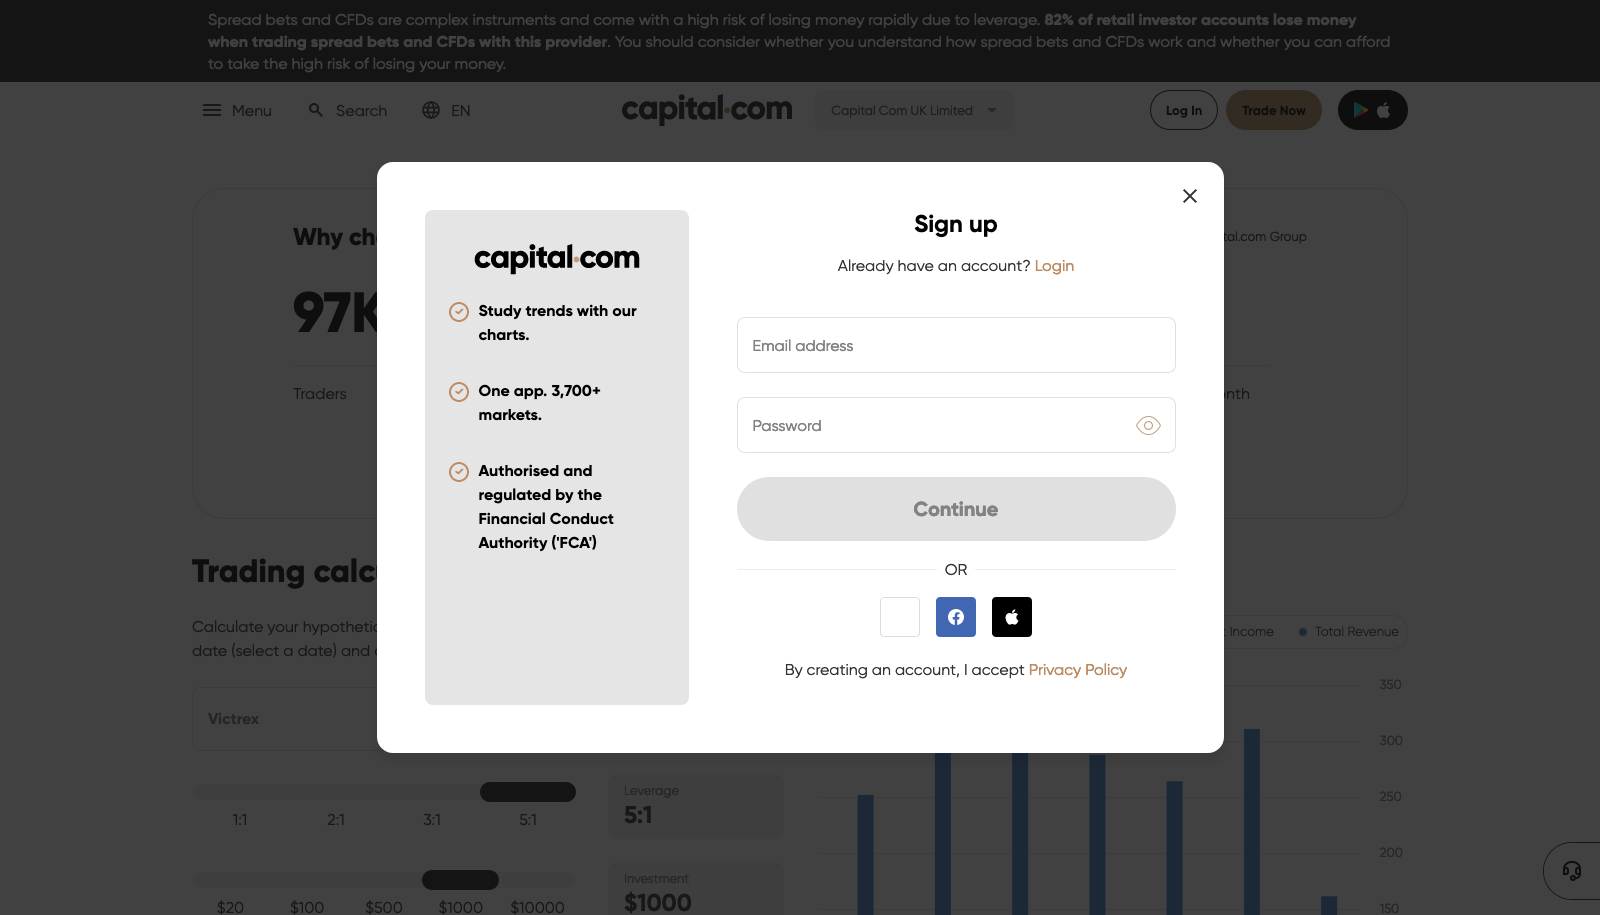 Spread bets and CFDs are complex instruments and come with a high risk of losing money rapidly due to leverage. 82% of retail investor accounts lose money
when trading spread bets and CFDs with this provider. You should consider whether you understand how spread bets and CFDs work and whether you can afford
to take the high risk of losing your money.
Menu
Search
EN
capital.com
Capital Com UK Limited
Log In
Trade Now
Why
tal.com Group
97K
Traders
Sign up
Already have an account? Login
capital.com
Study trends with our
charts.
One app. 3,700+
markets.
Authorised and
regulated by the
Financial Conduct
Authority ('FCA')
Email address
Password
Continue
OR
By creating an account, I accept Privacy Policy
Trading
Calculate your
date (select a date) and
Income
Total Revenue
Victrex
1:1
2:1
3:1
5:1
Leverage
5:1
$20
$100
$500
$1000
$10000
Investment
$1000
350
300
250
200
150